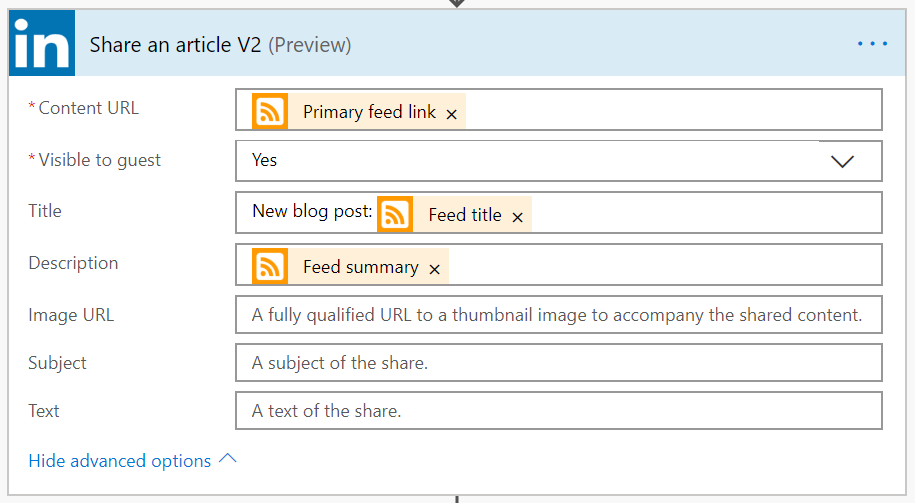 in Share an article V2 (Preview) ...
* Content URL Primary feed link ×
* Visible to guest Yes
Title New blog post: Feed title ×
Description Feed summary ×
Image URL A fully qualified URL to a thumbnail image to accompany the shared content.
Subject A subject of the share.
Text A text of the share.
Hide advanced options